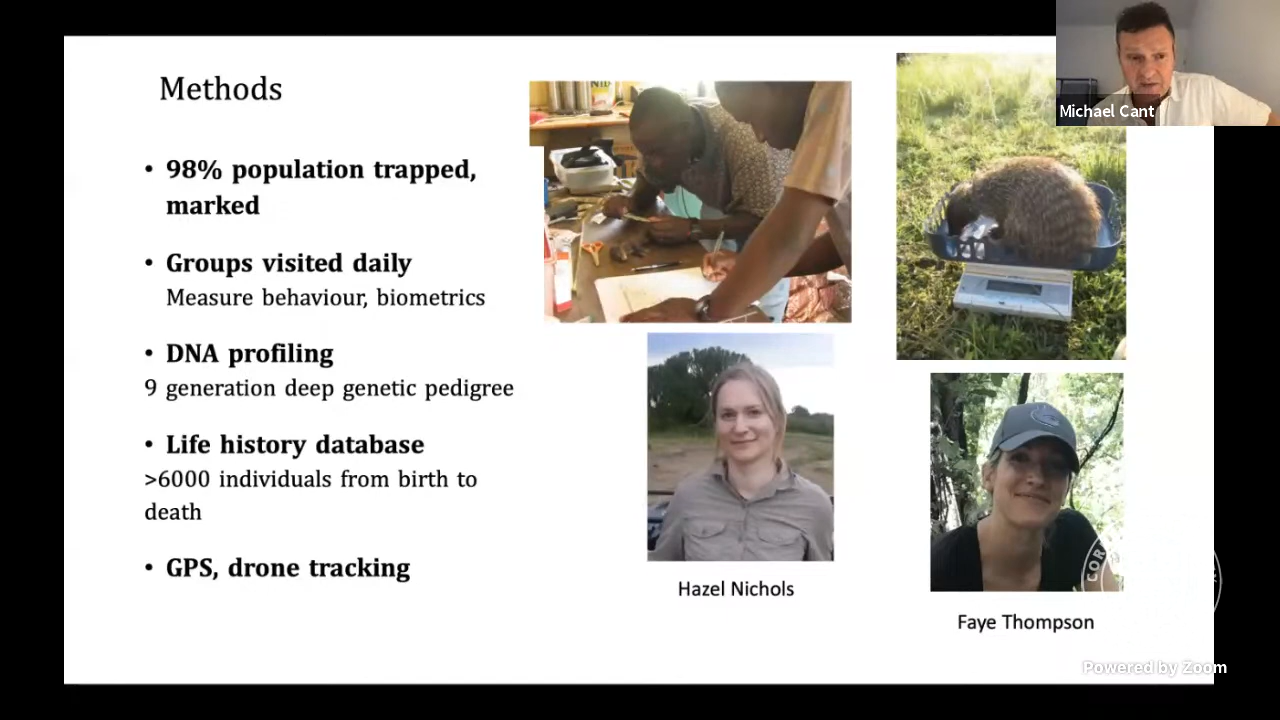 Methods
• 98% population trapped,
marked
• Groups visited daily
Measure behaviour, biometrics
• DNA profiling
9 generation deep genetic pedigree
• Life history database
>6000 individuals from birth to
death
• GPS, drone tracking
Hazel Nichols
Faye Thompson
Michael Cant
COR
Powered by Zoom